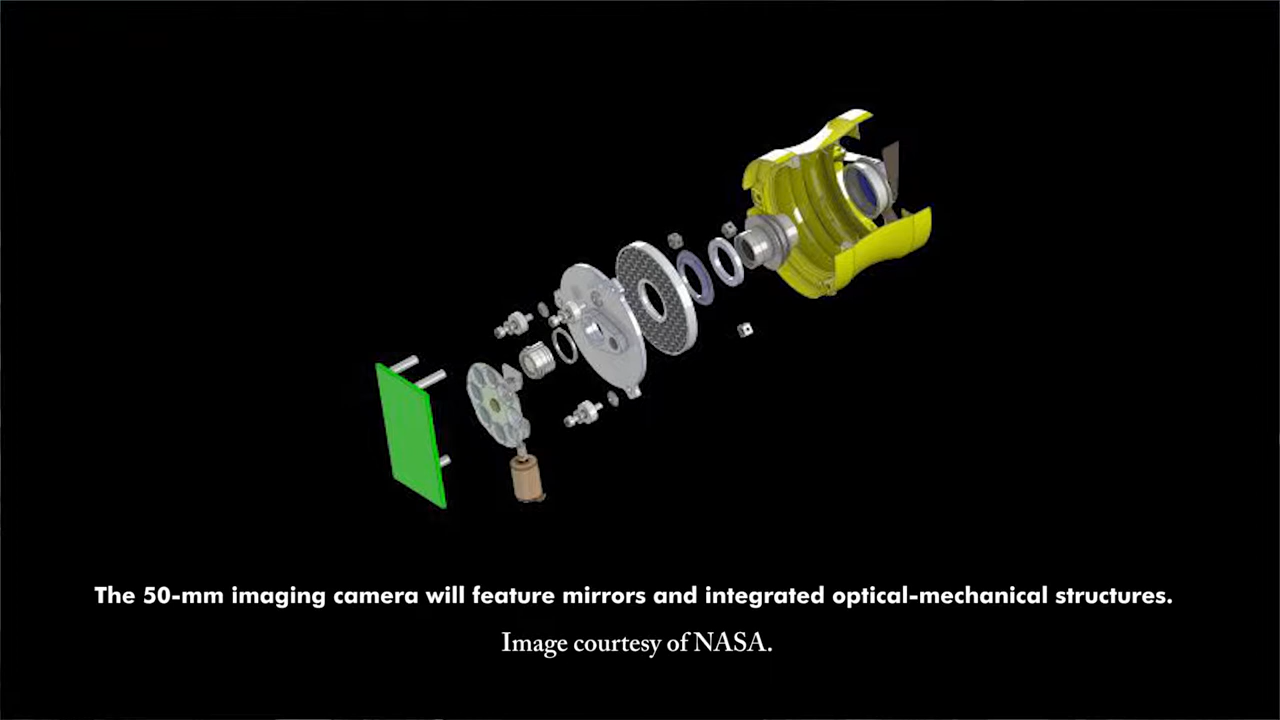 The 50-mm imaging camera will feature mirrors and integrated optical-mechanical structures.
Image courtesy of NASA.